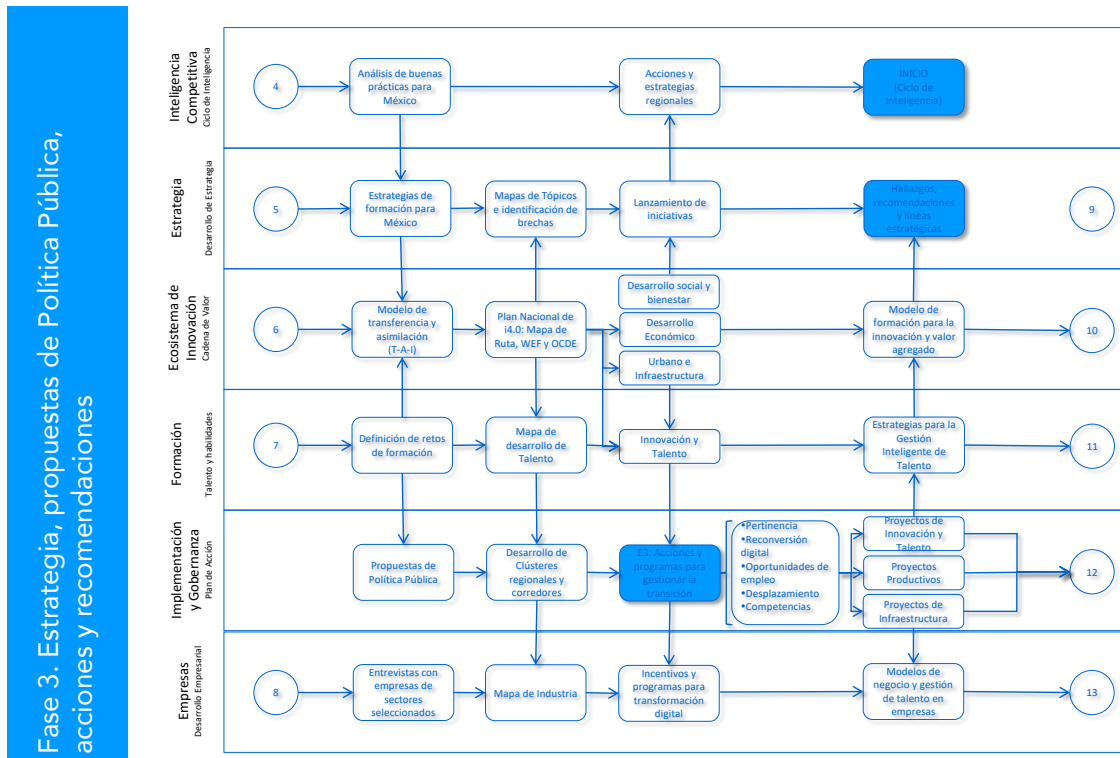 Fase 3. Estrategia, propuestas de Política Pública,
acciones y recomendaciones
Inteligencia
Competitiva
Ciclo de Inteligencia
4
Análisis de buenas
prácticas para
México
Acciones y
estrategias
regionales
INICIO
(Ciclo de
Inteligencia)
Estrategia
Desarrollo de Estrategia
5
Estrategias de
formación para
México
Mapas de Tópicos
e identificación de
brechas
Lanzamiento de
iniciativas
Hallazgos,
recomendaciones
y líneas
estratégicas
9
Ecosistema de
Innovación
Cadena de Valor
6
Modelo de
transferencia y
asimilación
(T-A-I)
Plan Nacional de
i4.0: Mapa de
Ruta, WEF y OCDE
Desarrollo social y
bienestar
Desarrollo
Económico
Urbano e
Infraestructura
Modelo de
formación para la
innovación y valor
agregado
10
Formación
Talento y habilidades
7
Definición de retos
de formación
Mapa de
desarrollo de
Talento
Innovación y
Talento
Estrategias para la
Gestión
Inteligente de
Talento
11
Implementación
y Gobernanza
Plan de Acción
Propuestas de
Política Pública
Desarrollo de
Clústeres
regionales y
corredores
E3: Acciones y
programas para
gestionar la
transición
•Pertinencia
•Reconversión
digital
•Oportunidades de
empleo
•Desplazamiento
•Competencias
Proyectos de
Innovación y
Talento
Proyectos
Productivos
Proyectos de
Infraestructura
12
Empresas
Desarrollo Empresarial
8
Entrevistas con
empresas de
sectores
seleccionados
Mapa de Industria
Incentivos y
programas para
transformación
digital
Modelos de
negocio y gestión
de talento en
empresas
13